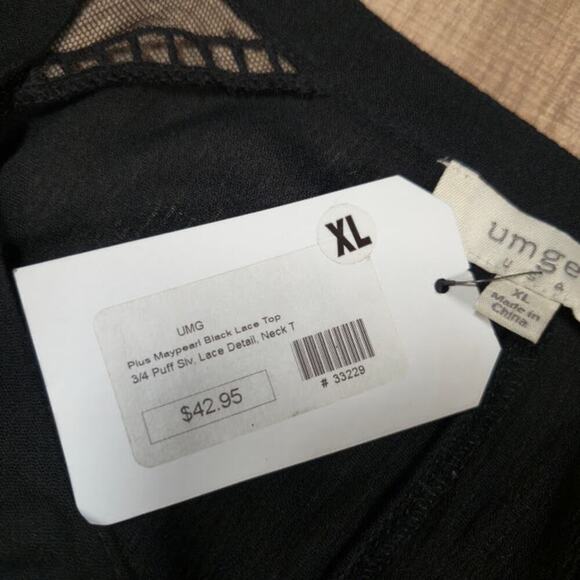 XL
UMG
Plus Maypearl Black Lace Top
3/4 Puff Slv, Lace Detail, Neck T
$42.95
# 33229
umge
U S A
XL
Made in
China